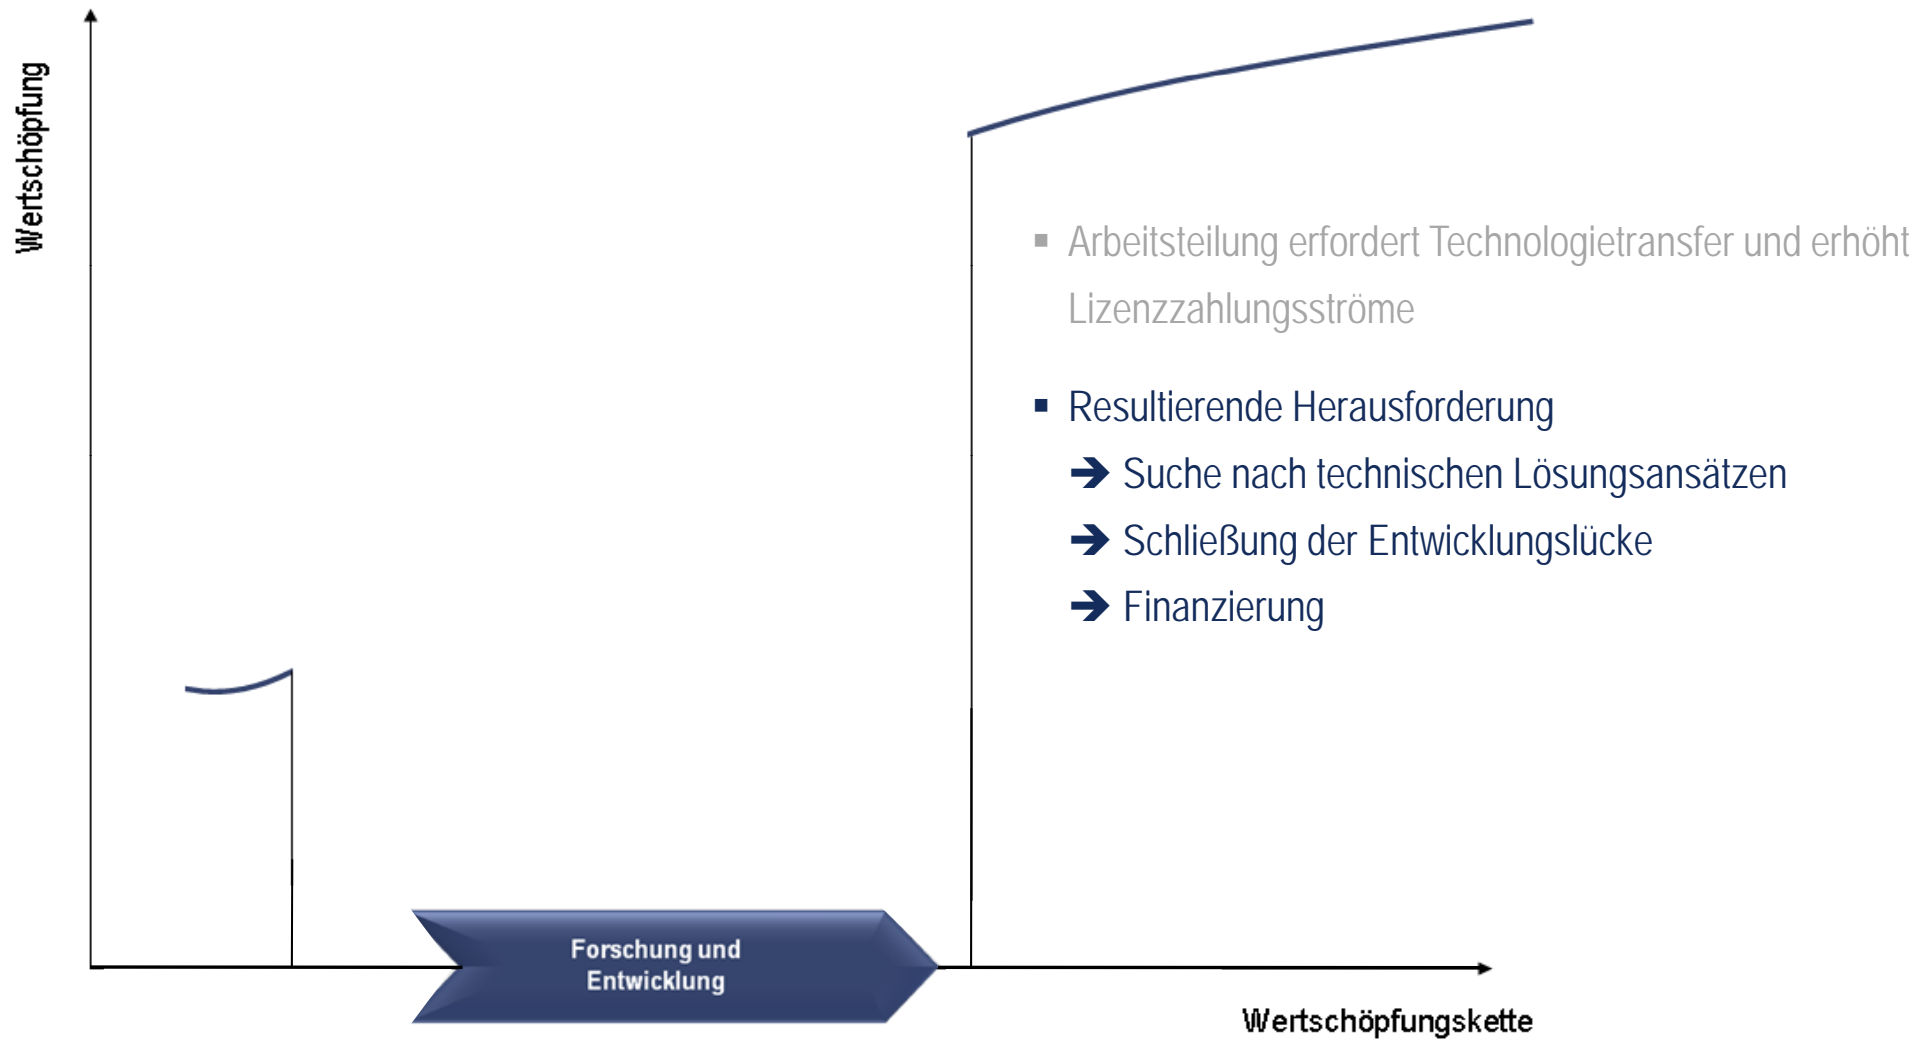 Wertschöpfung
▪ Arbeitsteilung erfordert Technologietransfer und erhöht
Lizenzzahlungsströme
▪ Resultierende Herausforderung
➔ Suche nach technischen Lösungsansätzen
➔ Schließung der Entwicklungslücke
➔ Finanzierung
Forschung und
Entwicklung
Wertschöpfungskette